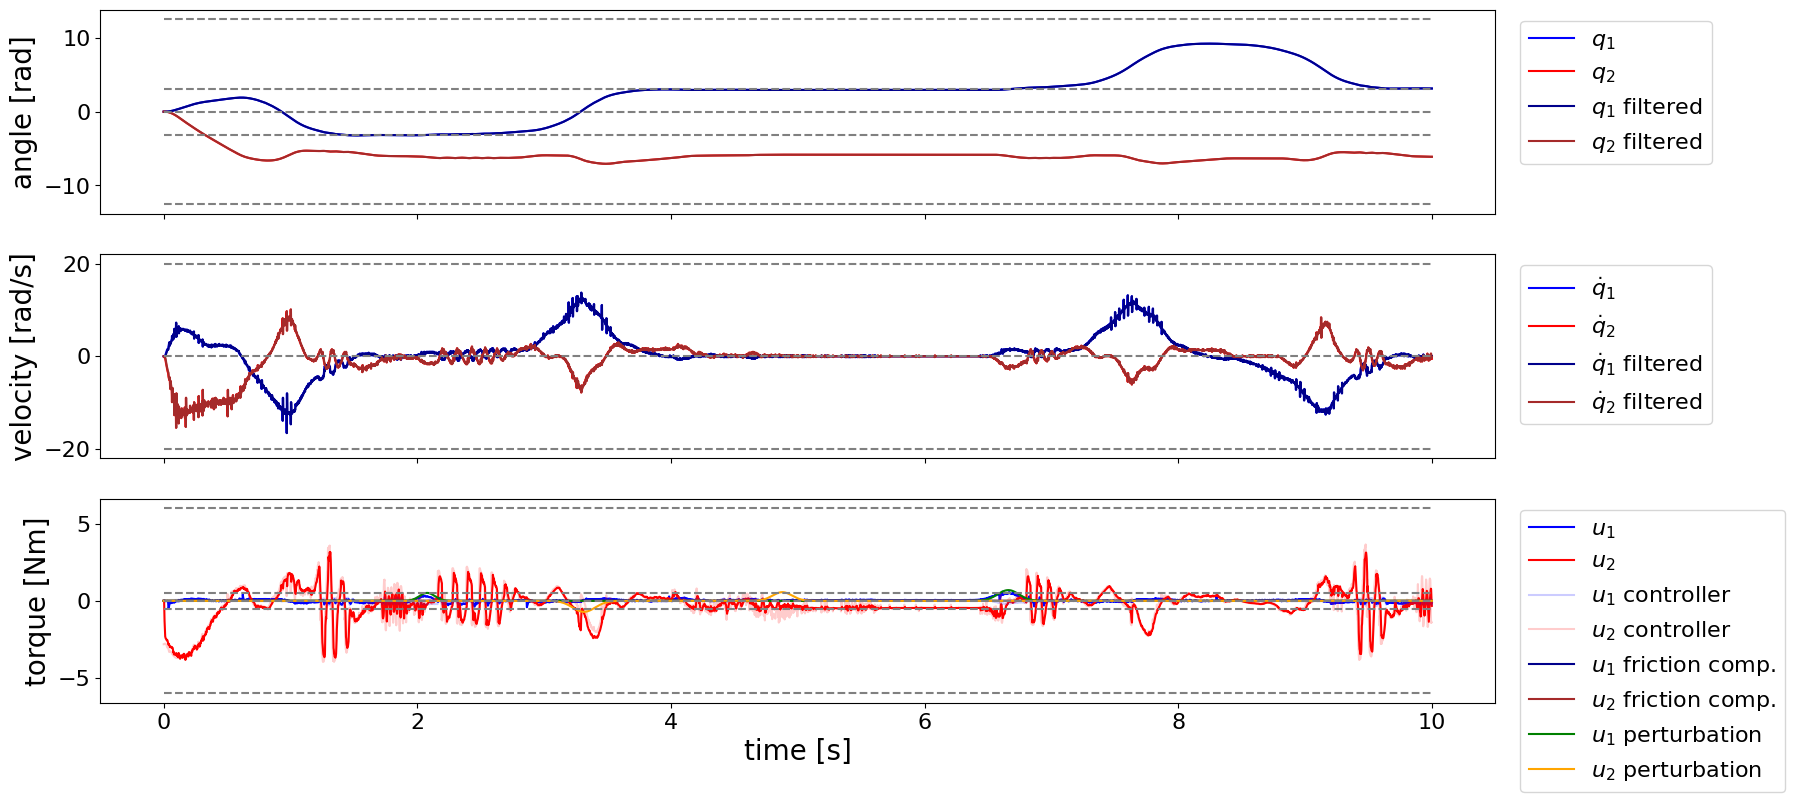 angle [rad]
10
0
−10
q₁
q₂
q₁ filtered
q₂ filtered
velocity [rad/s]
20
0
−20
q̇₁
q̇₂
q̇₁ filtered
q̇₂ filtered
torque [Nm]
5
0
−5
0 2 4 6 8 10
time [s]
u₁
u₂
u₁ controller
u₂ controller
u₁ friction comp.
u₂ friction comp.
u₁ perturbation
u₂ perturbation